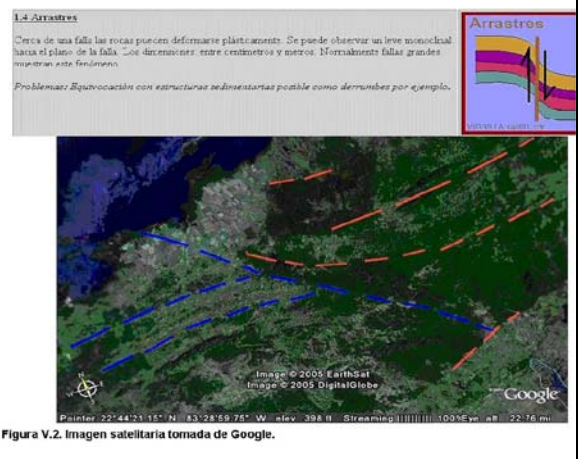 1.4 Arrastres
Cerca de una falla las rocas pueden deformarse plásticamente. Se puede observar un leve monoclinal
hacia el plano de la falla. Los dimensiones: entre centímetros y metros. Normalmente fallas grandes
muestran este fenómeno.
Problemas: Equivocación con estructuras sedimentarias posible como derrumbes por ejemplo.
Arrastres
Image © 2005 EarthSat
Image © 2005 DigitalGlobe
Google
Pointer 22°44'21.15" N 83°28'59.75" W elev 398 ft Streaming |||||||||| 100% Eye alt 22.76 mi
Figura V.2. Imagen satelitaria tomada de Google.